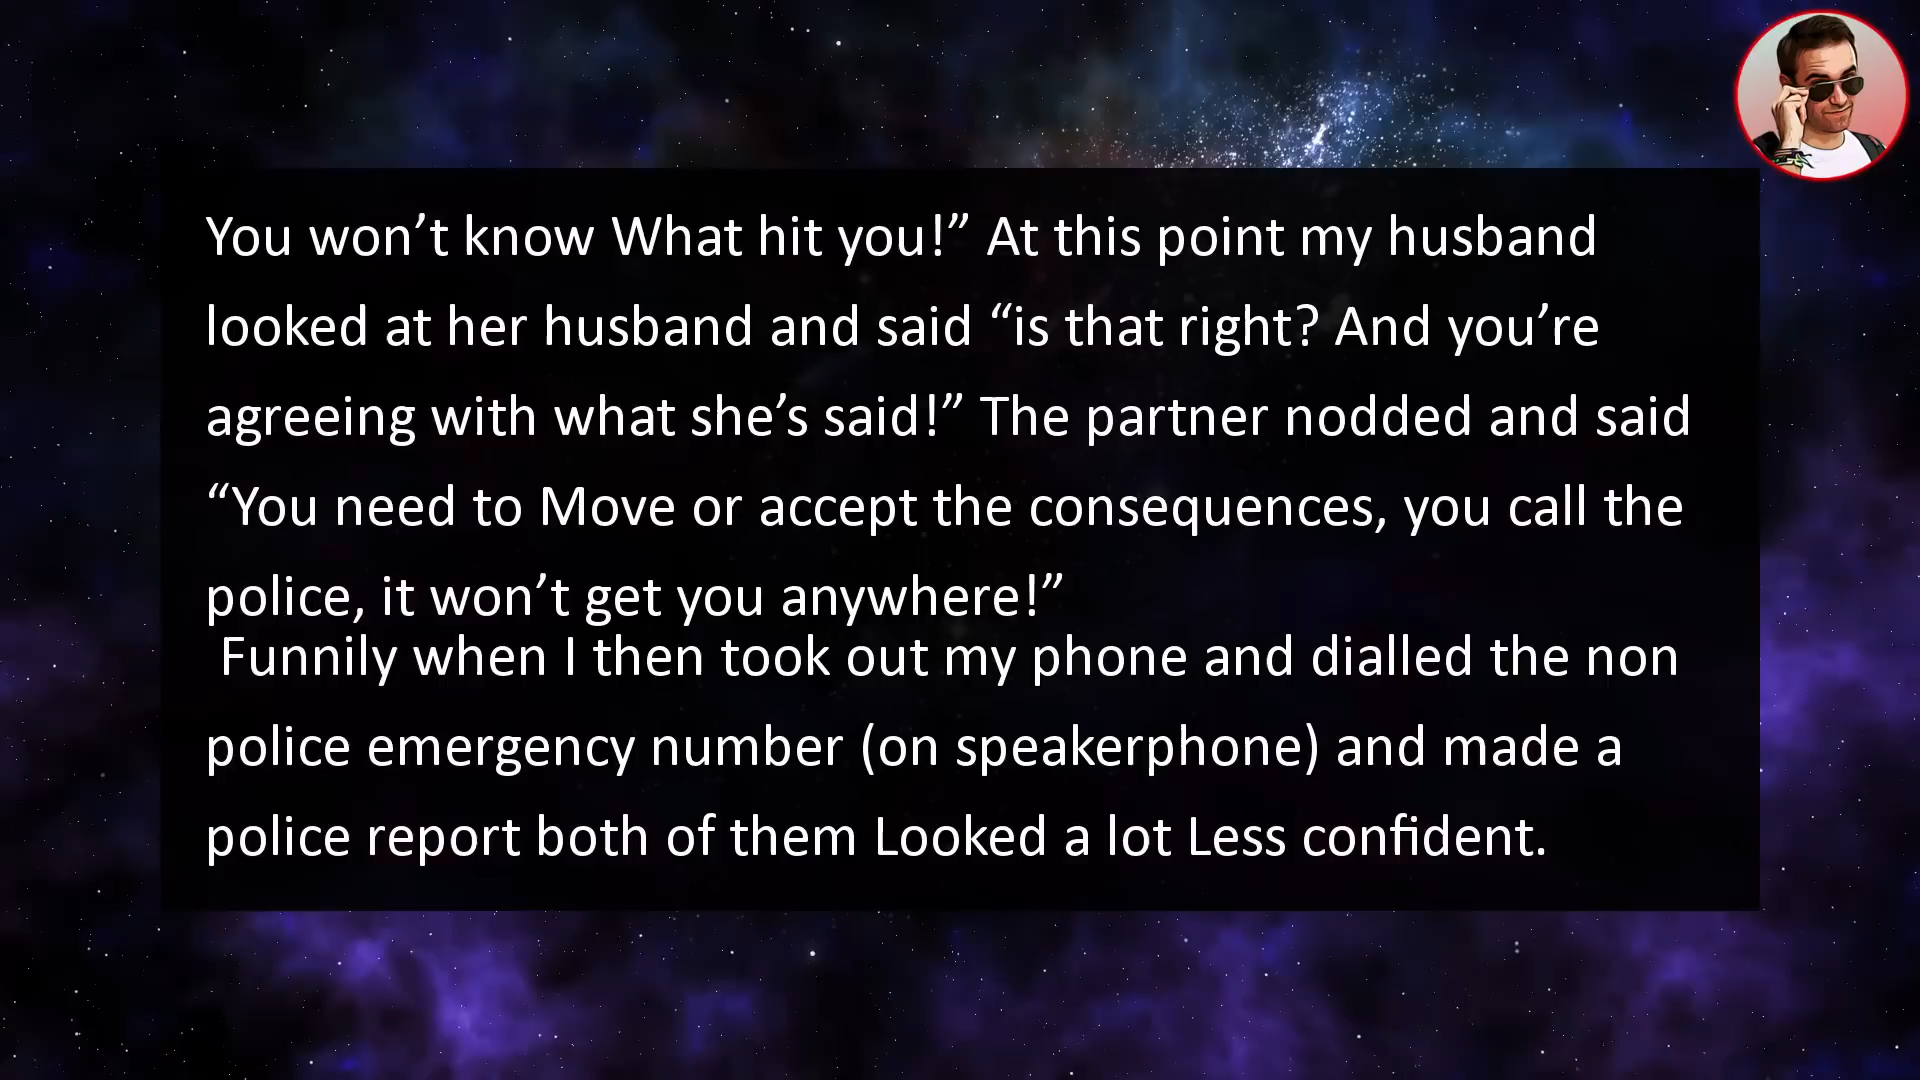 You won’t know What hit you!” At this point my husband
looked at her husband and said “is that right? And you’re
agreeing with what she’s said!” The partner nodded and said
“You need to Move or accept the consequences, you call the
police, it won’t get you anywhere!”
Funnily when I then took out my phone and dialled the non
police emergency number (on speakerphone) and made a
police report both of them Looked a lot Less confident.